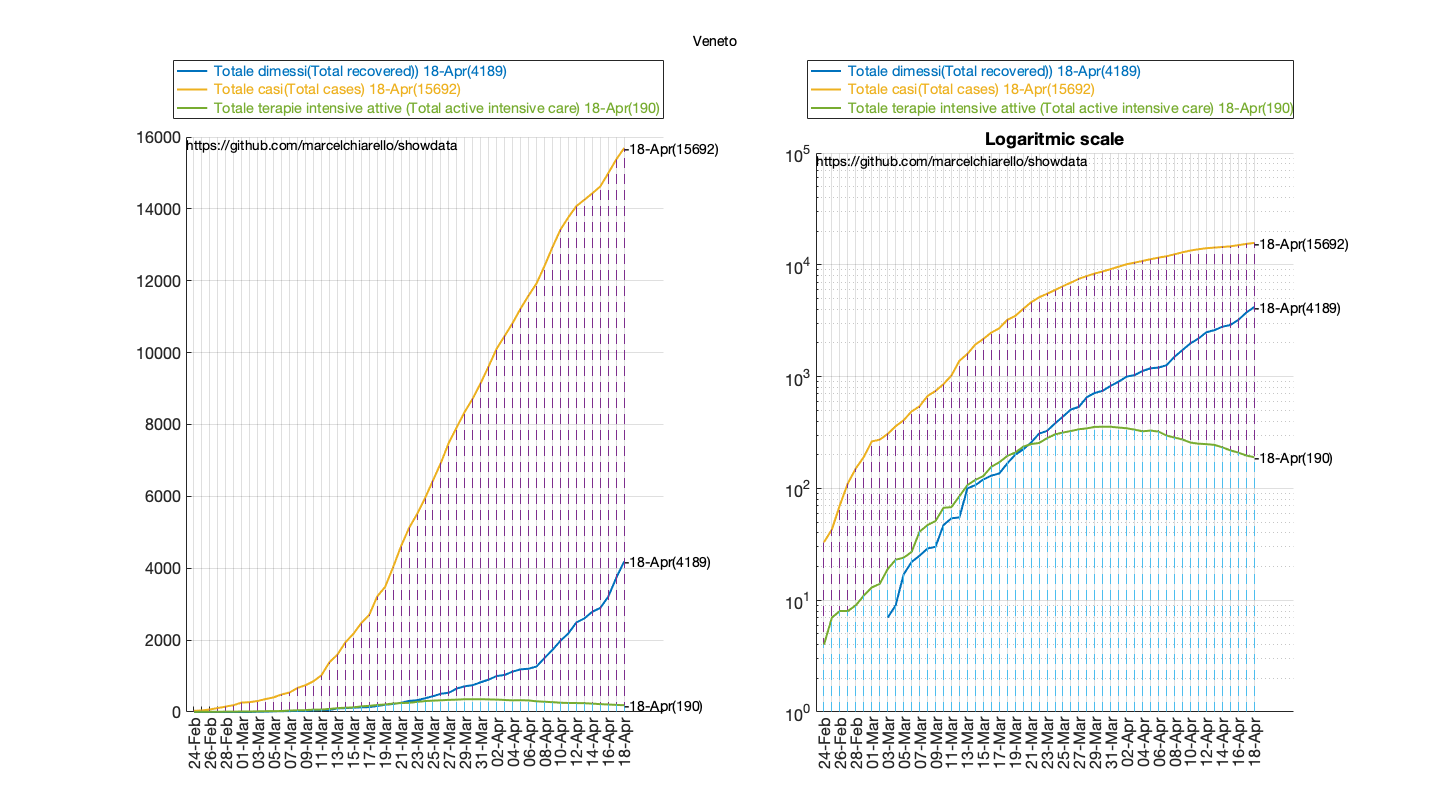 Veneto
Totale dimessi(Total recovered)) 18-Apr(4189)
Totale casi(Total cases) 18-Apr(15692)
Totale terapie intensive attive (Total active intensive care) 18-Apr(190)
16000
14000
12000
10000
8000
6000
4000
2000
0
https://github.com/marcelchiarello/showdata
18-Apr(15692)
18-Apr(4189)
18-Apr(190)
24-Feb
26-Feb
28-Feb
01-Mar
03-Mar
05-Mar
07-Mar
09-Mar
11-Mar
13-Mar
15-Mar
17-Mar
19-Mar
21-Mar
23-Mar
25-Mar
27-Mar
29-Mar
31-Mar
02-Apr
04-Apr
06-Apr
08-Apr
10-Apr
12-Apr
14-Apr
16-Apr
18-Apr
Totale dimessi(Total recovered)) 18-Apr(4189)
Totale casi(Total cases) 18-Apr(15692)
Totale terapie intensive attive (Total active intensive care) 18-Apr(190)
Logaritmic scale
10^5
10^4
10^3
10^2
10^1
10^0
https://github.com/marcelchiarello/showdata
18-Apr(15692)
18-Apr(4189)
18-Apr(190)
24-Feb
26-Feb
28-Feb
01-Mar
03-Mar
05-Mar
07-Mar
09-Mar
11-Mar
13-Mar
15-Mar
17-Mar
19-Mar
21-Mar
23-Mar
25-Mar
27-Mar
29-Mar
31-Mar
02-Apr
04-Apr
06-Apr
08-Apr
10-Apr
12-Apr
14-Apr
16-Apr
18-Apr